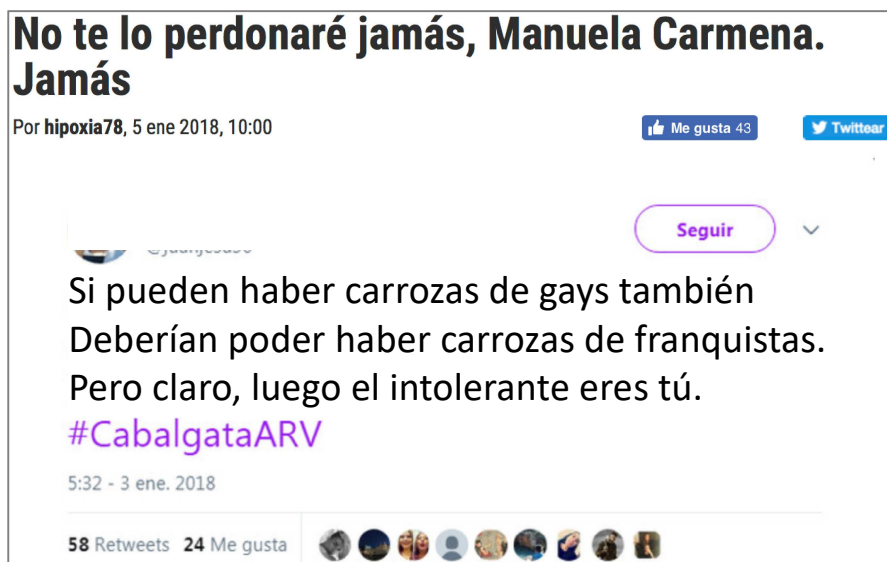 No te lo perdonaré jamás, Manuela Carmena.
Jamás
Por hipoxia78, 5 ene 2018, 10:00
Me gusta 43
Twittear
Seguir
Si pueden haber carrozas de gays también
Deberían poder haber carrozas de franquistas.
Pero claro, luego el intolerante eres tú.
#CabalgataARV
5:32 - 3 ene. 2018
58 Retweets 24 Me gusta